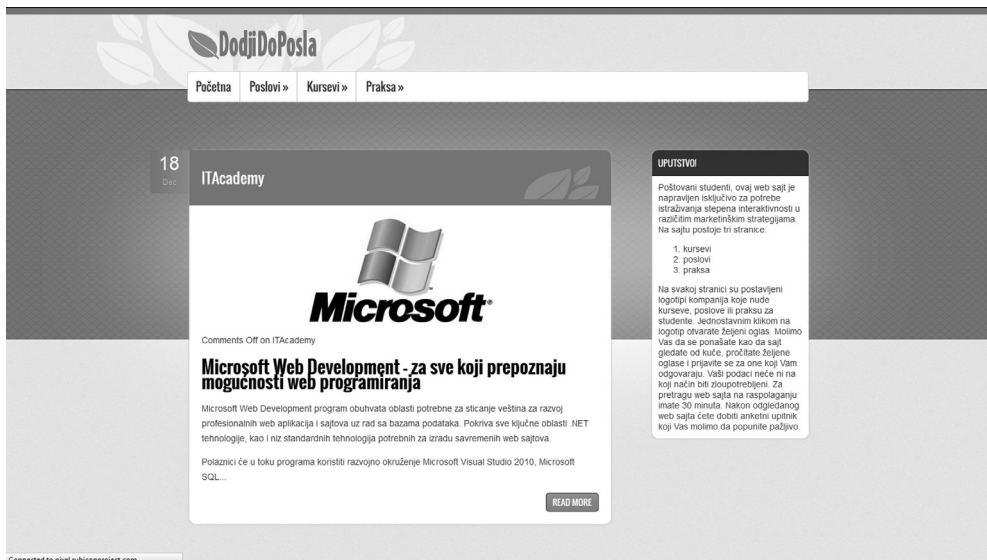 DodjiDoPosla
Početna Poslovi » Kursevi » Praksa »
18
Dec
ITAcademy
Microsoft
Comments Off on ITAcademy
Microsoft Web Development - za sve koji prepoznaju
mogućnosti web programiranja
Microsoft Web Development program obuhvata oblasti potrebne za sticanje veština za razvoj
profesionalnih web aplikacija i sajtova uz rad sa bazama podataka. Pokriva sve ključne oblasti .NET
tehnologije, kao i niz standardnih tehnologija potrebnih za izradu savremenih web sajtova.
Polaznici će u toku programa koristiti razvojno okruženje Microsoft Visual Studio 2010, Microsoft
SQL...
READ MORE
UPUTSTVO!
Poštovani studenti, ovaj web sajt je
napravljen isključivo za potrebe
istraživanja stepena interaktivnosti u
različitim marketinškim strategijama.
Na sajtu postoje tri stranice:
1. kursevi
2. poslovi
3. praksa
Na svakoj stranici su postavljeni
logotipi kompanija koje nude
kurseve, poslove ili praksu za
studente. Jednostavnim klikom na
logotip otvarate željeni oglas. Molimo
Vas da se ponašate kao da sajt
gledate od kuće, pročitate željene
oglase i prijavite se za one koji Vam
odgovaraju. Vaši podaci neće ni na
koji način biti zloupotrebljeni. Za
pretragu web sajta na raspolaganju
imate 30 minuta. Nakon odgledanog
web sajta ćete dobiti anketni upitnik
koji Vas molimo da popunite pažljivo.
Connected to pixel.rubiconproject.com